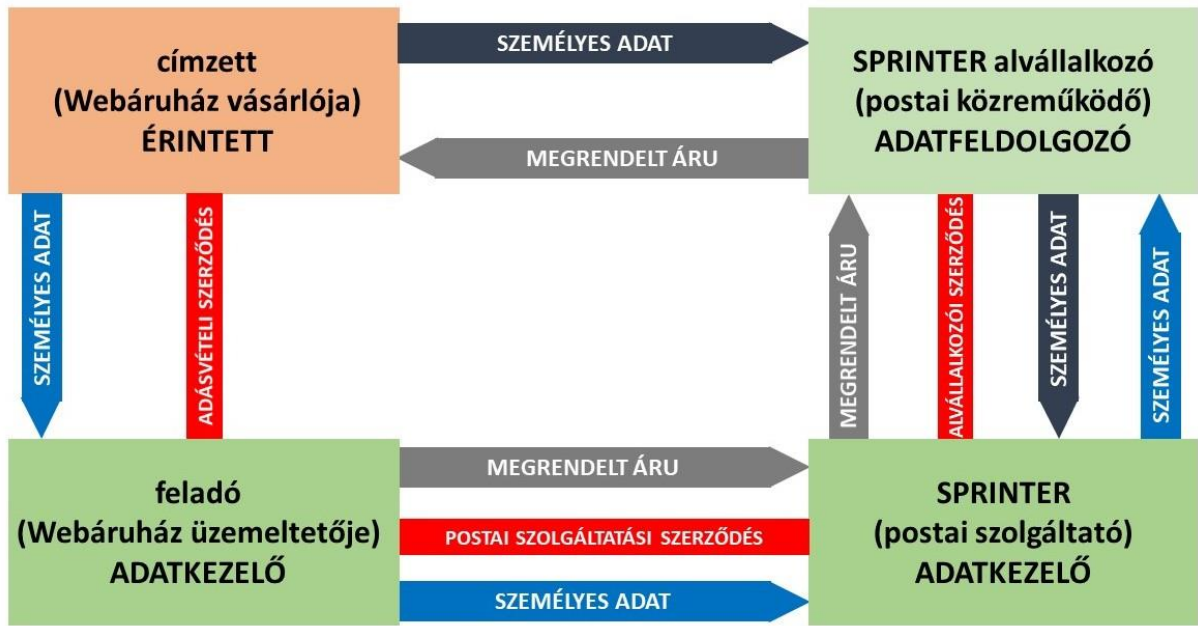 címzett
(Webáruház vásárlója)
ÉRINTETT
SZEMÉLYES ADAT
MEGRENDELT ÁRU
SPRINTER alvállalkozó
(postai közreműködő)
ADATFELDOLGOZÓ
SZEMÉLYES ADAT
ADÁSVÉTELI SZERZŐDÉS
MEGRENDELT ÁRU
ALVÁLLALKOZÓI SZERZŐDÉS
SZEMÉLYES ADAT
SZEMÉLYES ADAT
feladó
(Webáruház üzemeltetője)
ADATKEZELŐ
MEGRENDELT ÁRU
POSTAI SZOLGÁLTATÁSI SZERZŐDÉS
SZEMÉLYES ADAT
SPRINTER
(postai szolgáltató)
ADATKEZELŐ